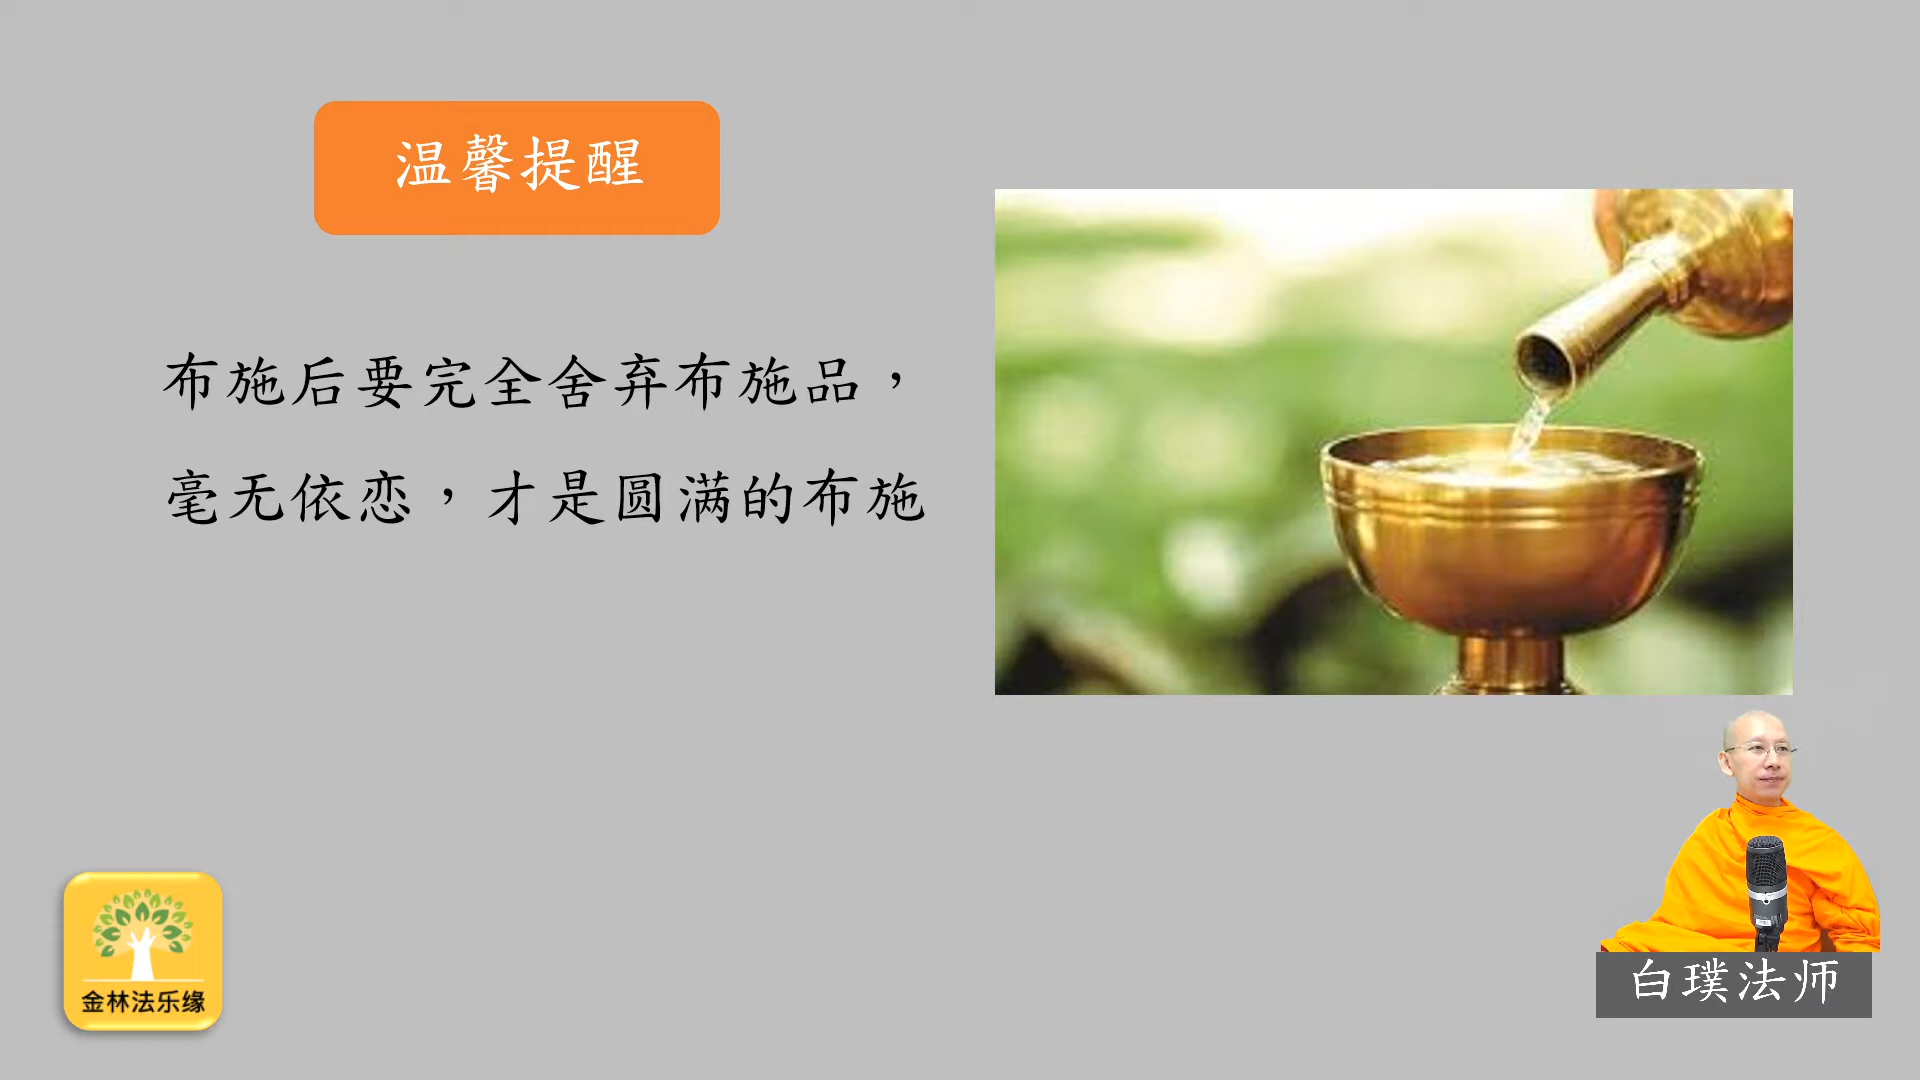 温馨提醒
布施后要完全舍弃布施品，
毫无依恋，才是圆满的布施
金林法乐缘
白璞法师